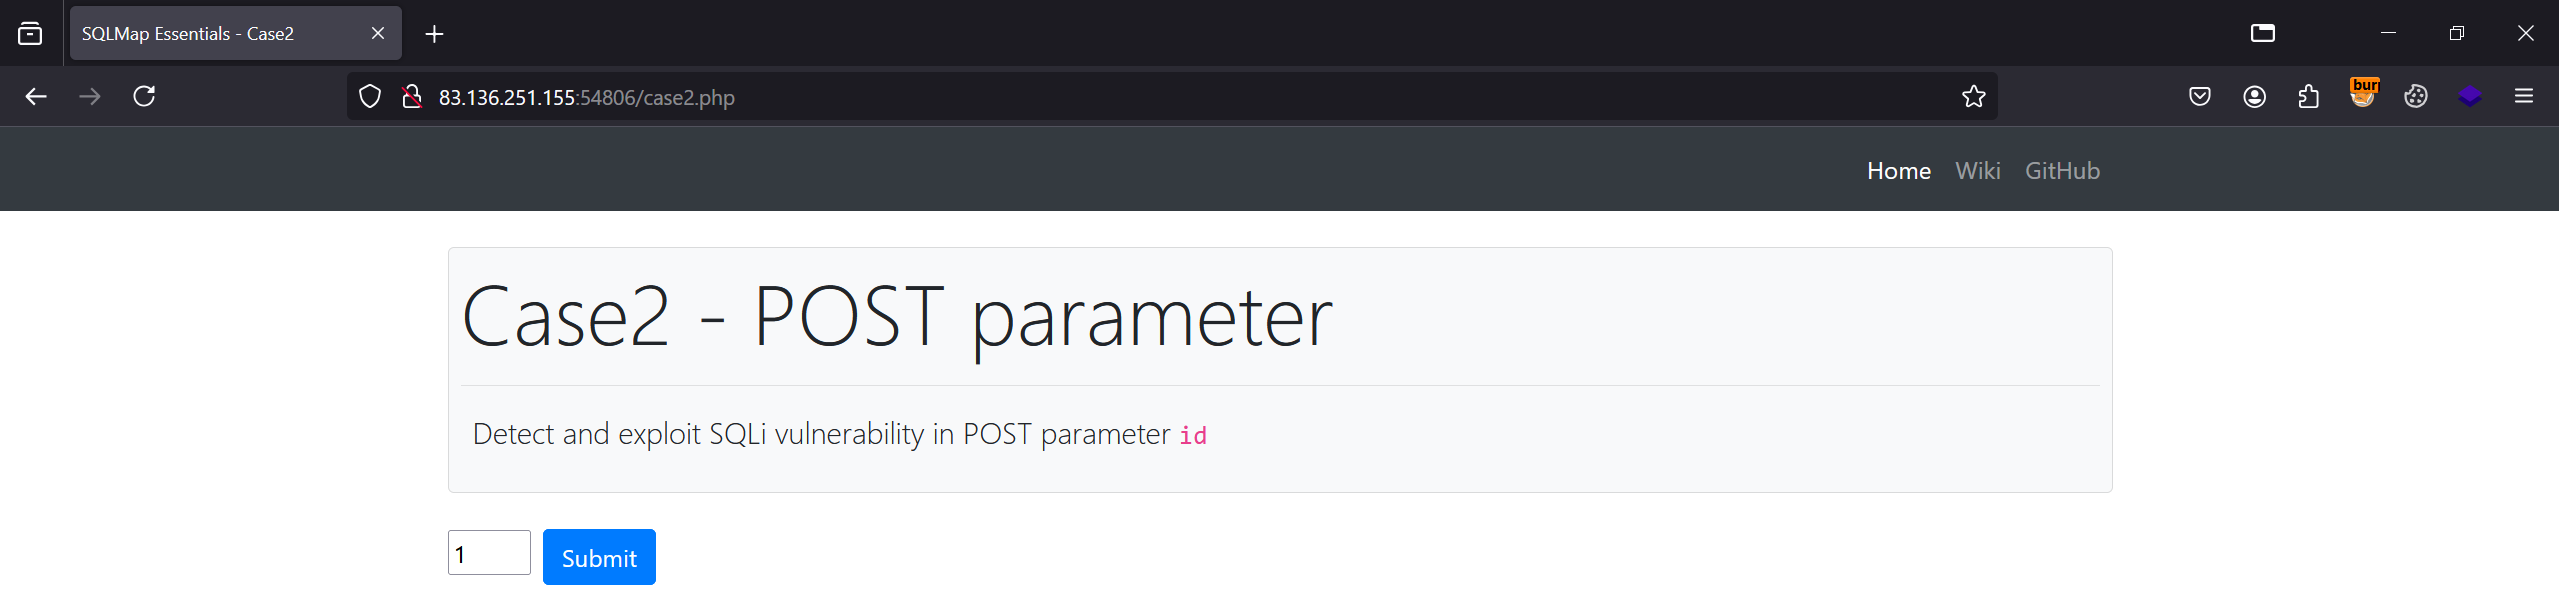 SQLMap Essentials - Case2
83.136.251.155:54806/case2.php
bur
Home Wiki GitHub
Case2 - POST parameter
Detect and exploit SQLi vulnerability in POST parameter id
1 Submit